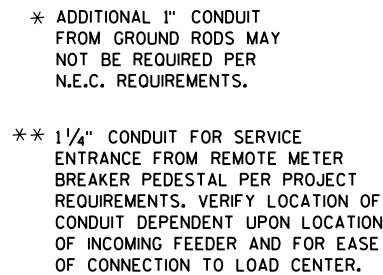 * ADDITIONAL 1" CONDUIT
FROM GROUND RODS MAY
NOT BE REQUIRED PER
N.E.C. REQUIREMENTS.
** 1 1/4" CONDUIT FOR SERVICE
ENTRANCE FROM REMOTE METER
BREAKER PEDESTAL PER PROJECT
REQUIREMENTS. VERIFY LOCATION OF
CONDUIT DEPENDENT UPON LOCATION
OF INCOMING FEEDER AND FOR EASE
OF CONNECTION TO LOAD CENTER.